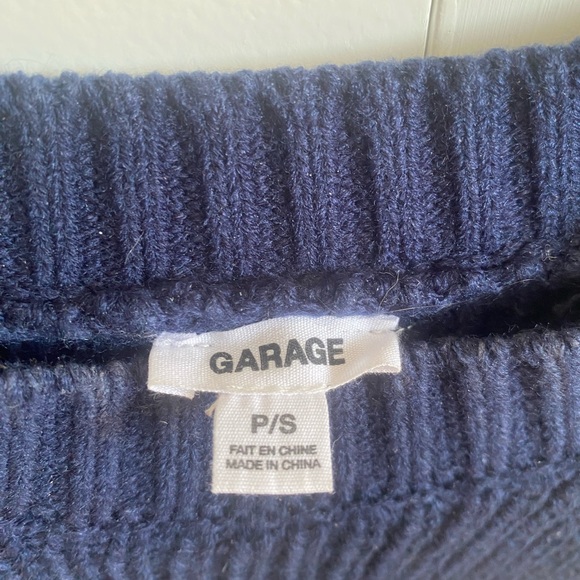 GARAGE
P/S
FAIT EN CHINE
MADE IN CHINA